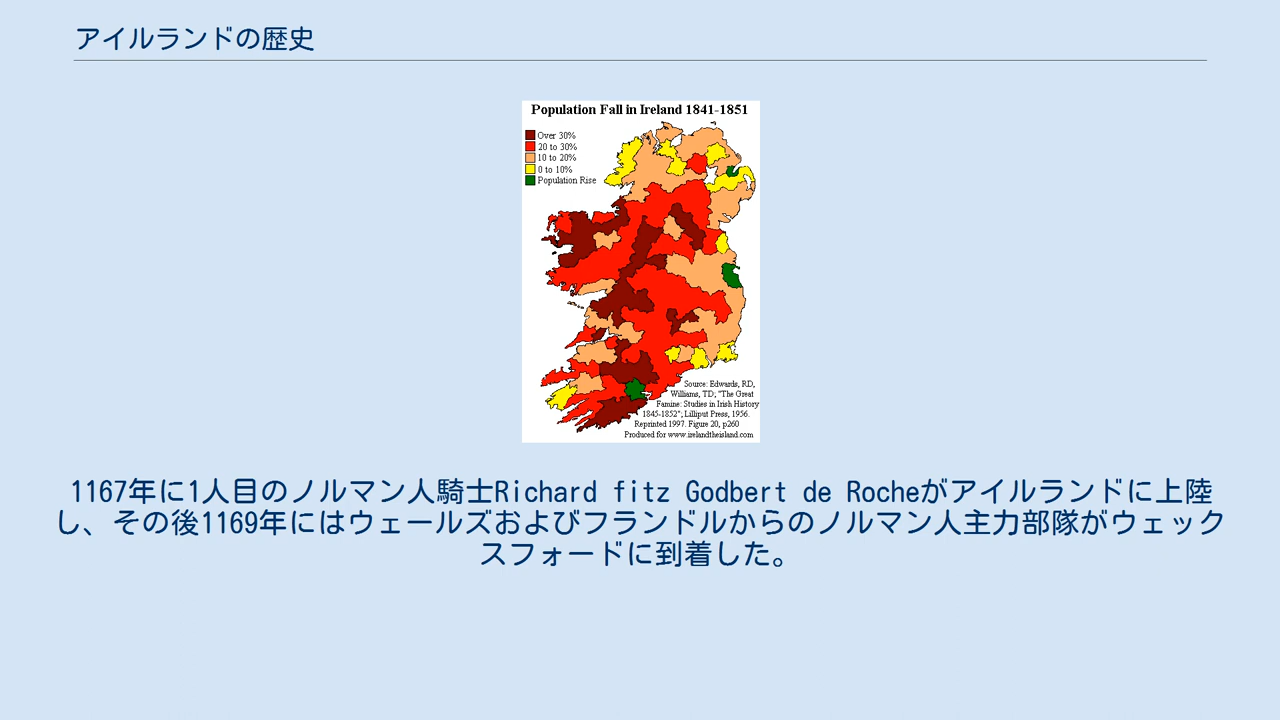 アイルランドの歴史
Population Fall in Ireland 1841-1851
Over 30%
20 to 30%
10 to 20%
0 to 10%
Population Rise
Source: Edwards, RD,
Williams, TD; "The Great
Famine: Studies in Irish History
1845-1852"; Lilliput Press, 1956.
Reprinted 1997. Figure 20, p260
Produced for www.irelandtheisland.com
1167年に1人目のノルマン人騎士Richard fitz Godbert de Rocheがアイルランドに上陸
し、その後1169年にはウェールズおよびフランドルからのノルマン人主力部隊がウェック
スフォードに到着した。